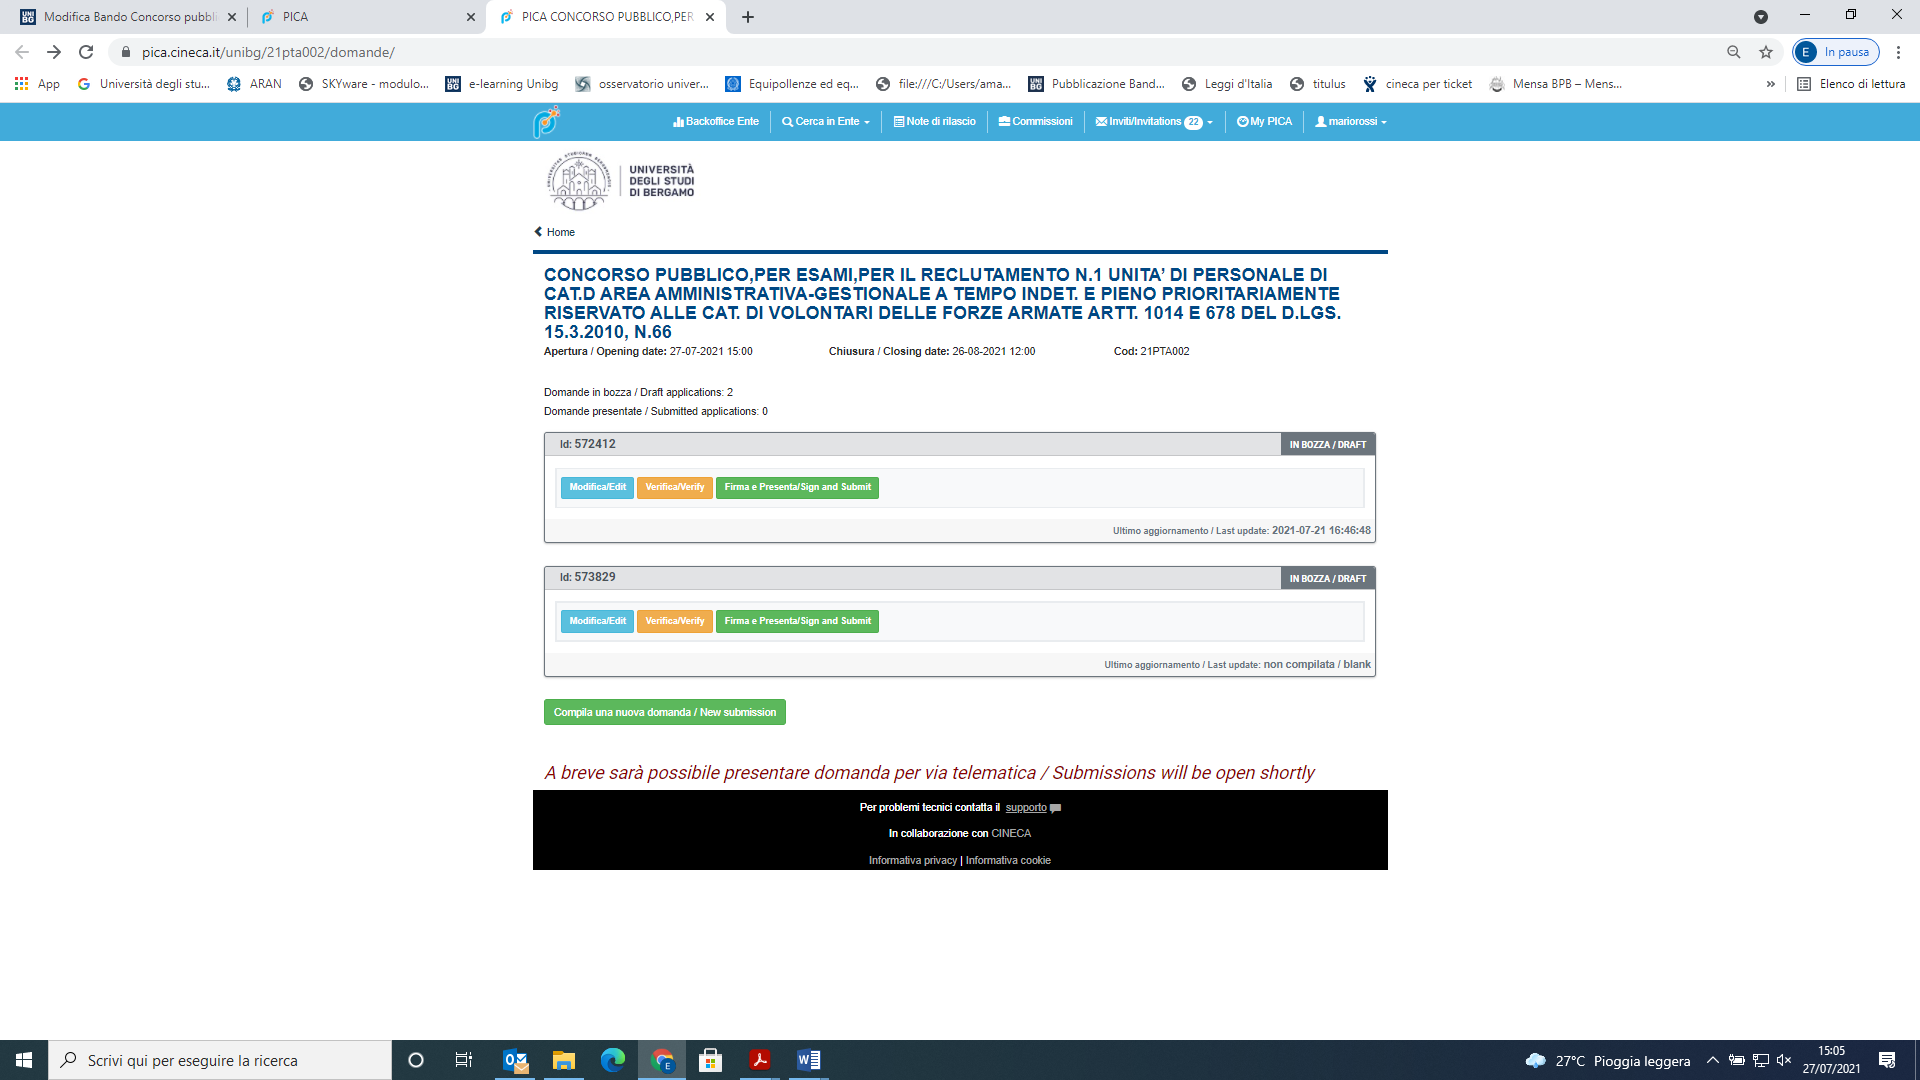 Modifica Bando Concorso pubbli
PICA
PICA CONCORSO PUBBLICO,PER
pica.cineca.it/unibg/21pta002/domande/
E In pausa
App
Università degli stu...
ARAN
SKYware - modulo...
UNI BG e-learning Unibg
osservatorio univer...
Equipollenze ed eq...
file:///C:/Users/ama...
UNI BG Pubblicazione Band...
Leggi d'Italia
titulus
cineca per ticket
Mensa BPB – Mens...
»
Elenco di lettura
Backoffice Ente
Cerca in Ente
Note di rilascio
Commissioni
Inviti/Invitations 22
My PICA
mariorossi
UNIVERSITÀ
DEGLI STUDI
DI BERGAMO
Home
CONCORSO PUBBLICO,PER ESAMI,PER IL RECLUTAMENTO N.1 UNITA’ DI PERSONALE DI
CAT.D AREA AMMINISTRATIVA-GESTIONALE A TEMPO INDET. E PIENO PRIORITARIAMENTE
RISERVATO ALLE CAT. DI VOLONTARI DELLE FORZE ARMATE ARTT. 1014 E 678 DEL D.LGS.
15.3.2010, N.66
Apertura / Opening date: 27-07-2021 15:00 Chiusura / Closing date: 26-08-2021 12:00 Cod: 21PTA002
Domande in bozza / Draft applications: 2
Domande presentate / Submitted applications: 0
Id: 572412 IN BOZZA / DRAFT
Modifica/Edit Verifica/Verify Firma e Presenta/Sign and Submit
Ultimo aggiornamento / Last update: 2021-07-21 16:46:48
Id: 573829 IN BOZZA / DRAFT
Modifica/Edit Verifica/Verify Firma e Presenta/Sign and Submit
Ultimo aggiornamento / Last update: non compilata / blank
Compila una nuova domanda / New submission
A breve sarà possibile presentare domanda per via telematica / Submissions will be open shortly
Per problemi tecnici contatta il supporto
In collaborazione con CINECA
Informativa privacy | Informativa cookie
Scrivi qui per eseguire la ricerca
27°C Pioggia leggera
15:05
27/07/2021